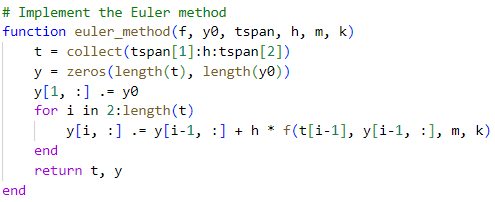 # Implement the Euler method
function euler_method(f, y0, tspan, h, m, k)
    t = collect(tspan[1]:h:tspan[2])
    y = zeros(length(t), length(y0))
    y[1, :] .= y0
    for i in 2:length(t)
        y[i, :] .= y[i-1, :] + h * f(t[i-1], y[i-1, :], m, k)
    end
    return t, y
end